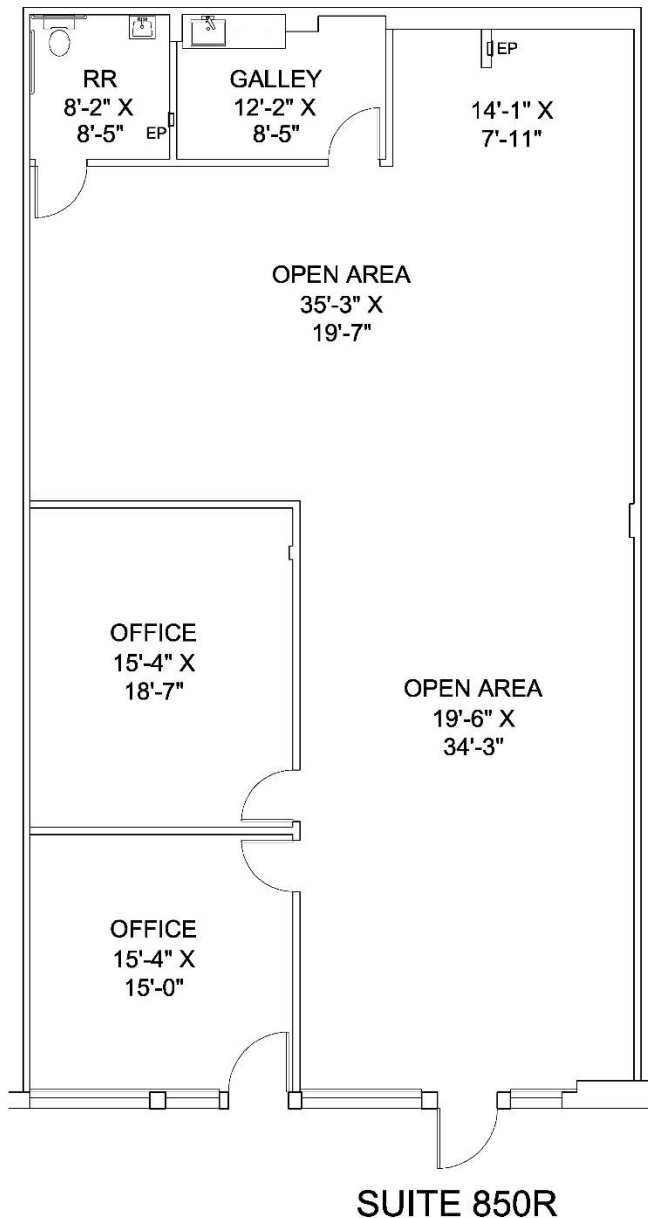 RR
8'-2" X
8'-5"
EP
GALLEY
12'-2" X
8'-5"
EP
14'-1" X
7'-11"
OPEN AREA
35'-3" X
19'-7"
OFFICE
15'-4" X
18'-7"
OPEN AREA
19'-6" X
34'-3"
OFFICE
15'-4" X
15'-0"
SUITE 850R